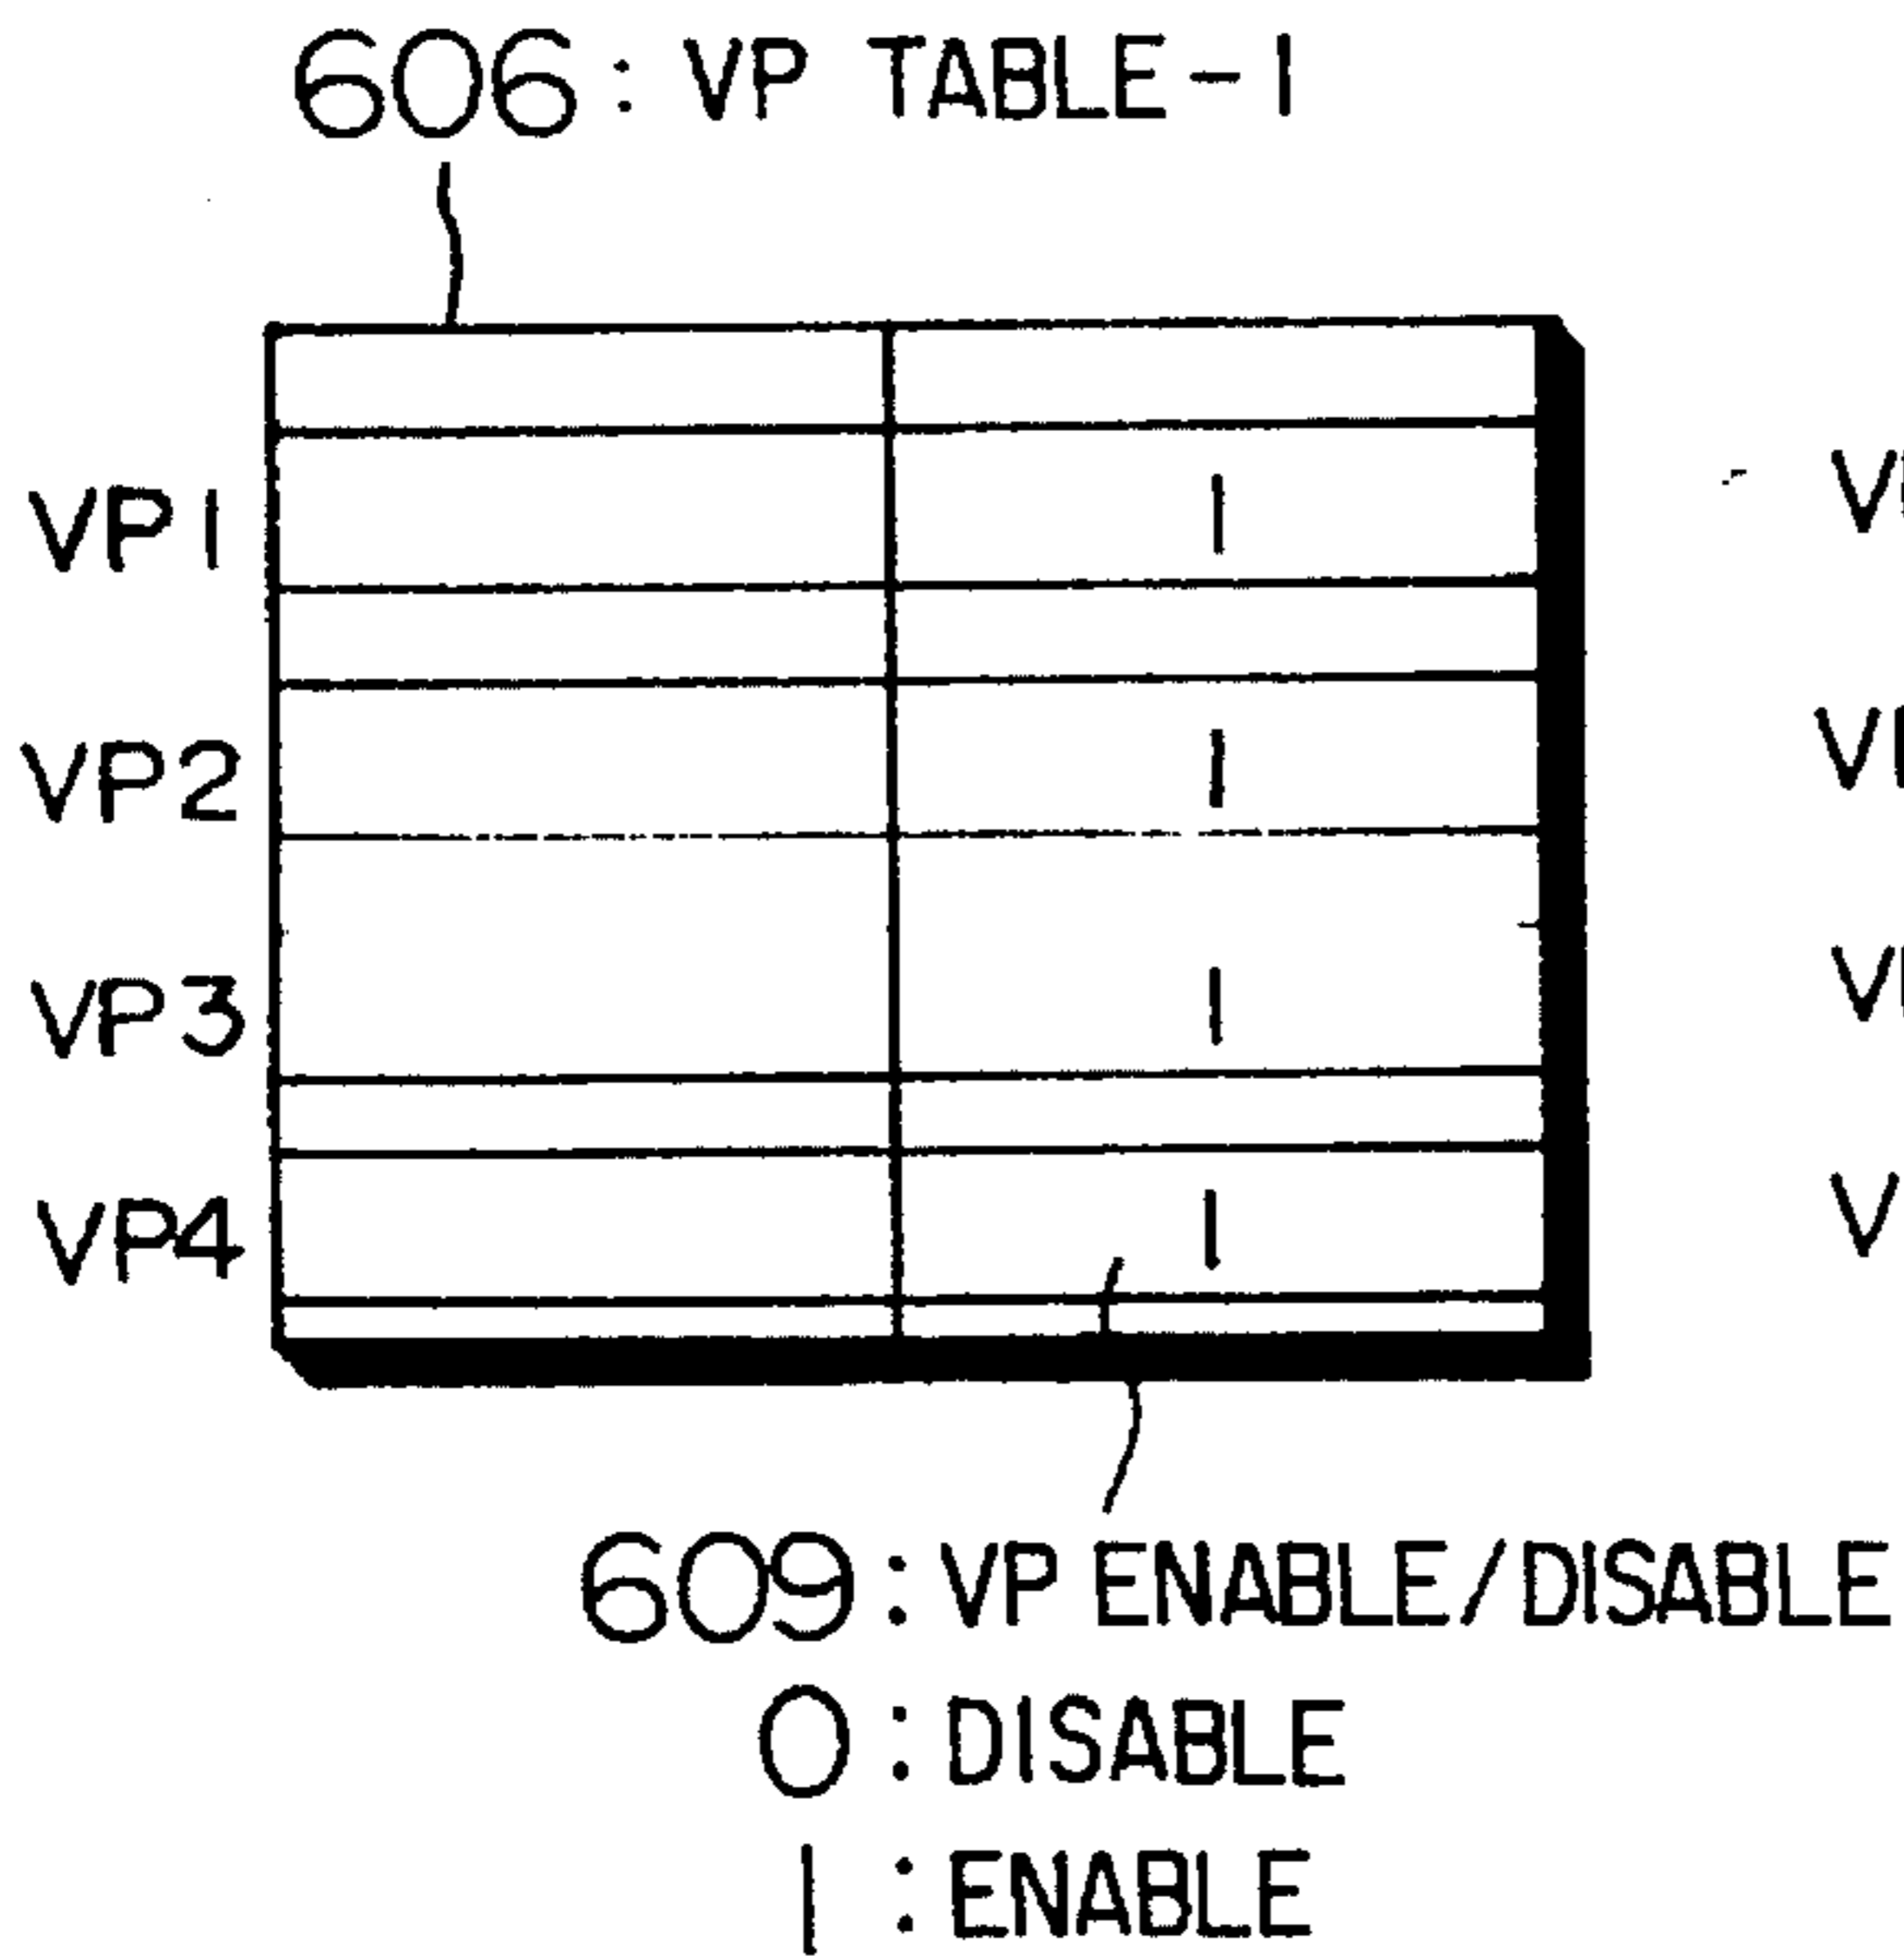 606: VP TABLE-1
VP1 1
VP2 1
VP3 1
VP4 1
609: VP ENABLE/DISABLE
0: DISABLE
1: ENABLE